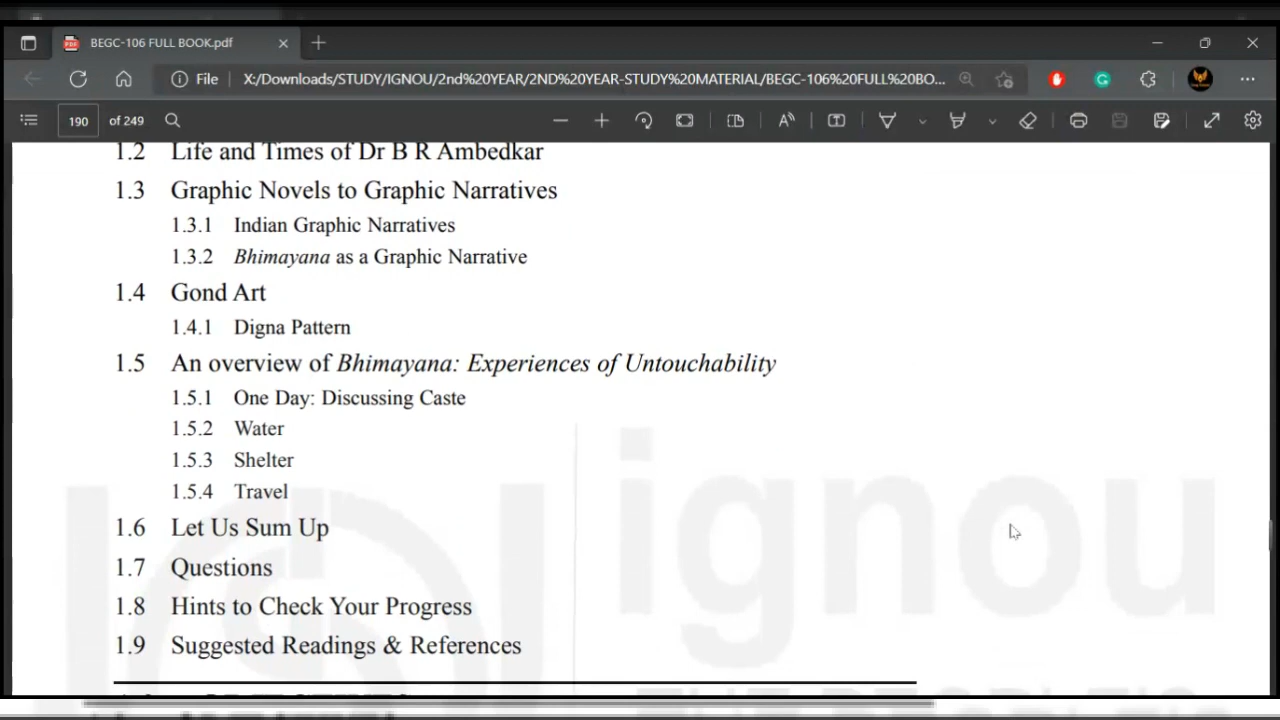 BEGC-106 FULL BOOK.pdf
File X:/Downloads/STUDY/IGNOU/2nd%20YEAR/2ND%20YEAR-STUDY%20MATERIAL/BEGC-106%20FULL%20BO...
190 of 249
1.2 Life and Times of Dr B R Ambedkar
1.3 Graphic Novels to Graphic Narratives
1.3.1 Indian Graphic Narratives
1.3.2 Bhimayana as a Graphic Narrative
1.4 Gond Art
1.4.1 Digna Pattern
1.5 An overview of Bhimayana: Experiences of Untouchability
1.5.1 One Day: Discussing Caste
1.5.2 Water
1.5.3 Shelter
1.5.4 Travel
1.6 Let Us Sum Up
1.7 Questions
1.8 Hints to Check Your Progress
1.9 Suggested Readings & References
ignou